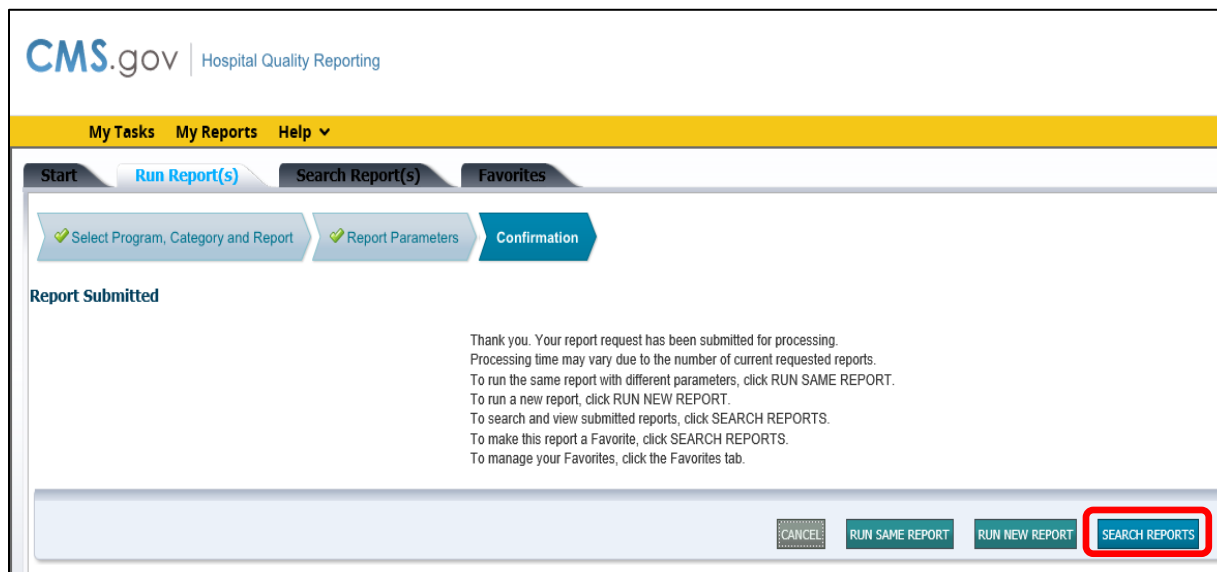 CMS.gov Hospital Quality Reporting
My Tasks My Reports Help
Start Run Report(s) Search Report(s) Favorites
Select Program, Category and Report Report Parameters Confirmation
Report Submitted
Thank you. Your report request has been submitted for processing.
Processing time may vary due to the number of current requested reports.
To run the same report with different parameters, click RUN SAME REPORT.
To run a new report, click RUN NEW REPORT.
To search and view submitted reports, click SEARCH REPORTS.
To make this report a Favorite, click SEARCH REPORTS.
To manage your Favorites, click the Favorites tab.
CANCEL RUN SAME REPORT RUN NEW REPORT SEARCH REPORTS